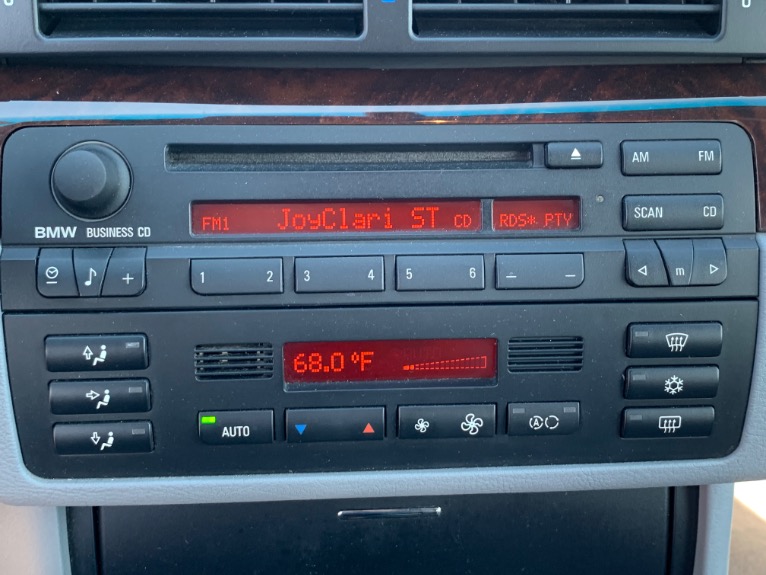 AM FM
FM1 JoyClari ST CD RDS* PTY
SCAN CD
BMW BUSINESS CD
1 2 3 4 5 6 m
68.0 °F
AUTO A